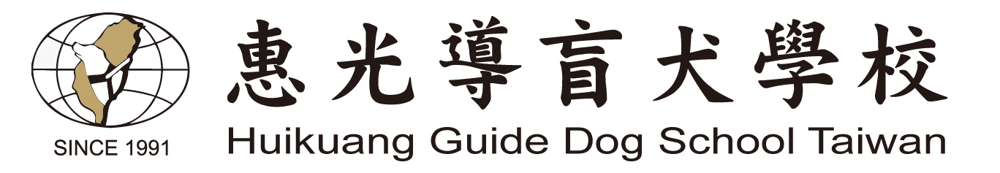 惠光導盲犬學校
Huikuang Guide Dog School Taiwan
SINCE 1991